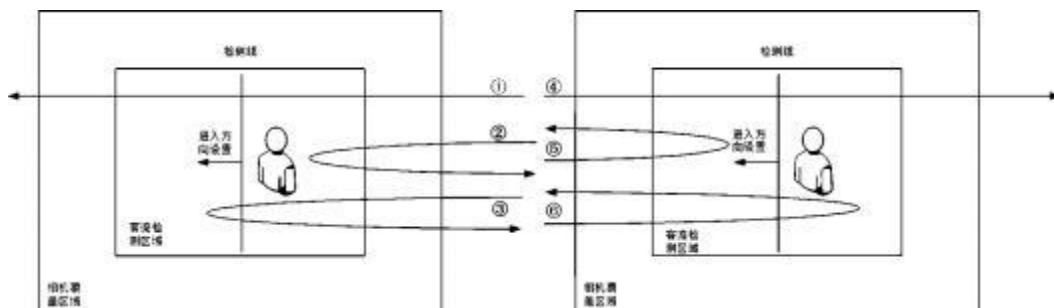 检测线
检测线
①
④
进入方
向设置
②
⑤
进入方
向设置
③
⑥
客流检
测区域
客流检
测区域
相机覆
盖区域
相机覆
盖区域